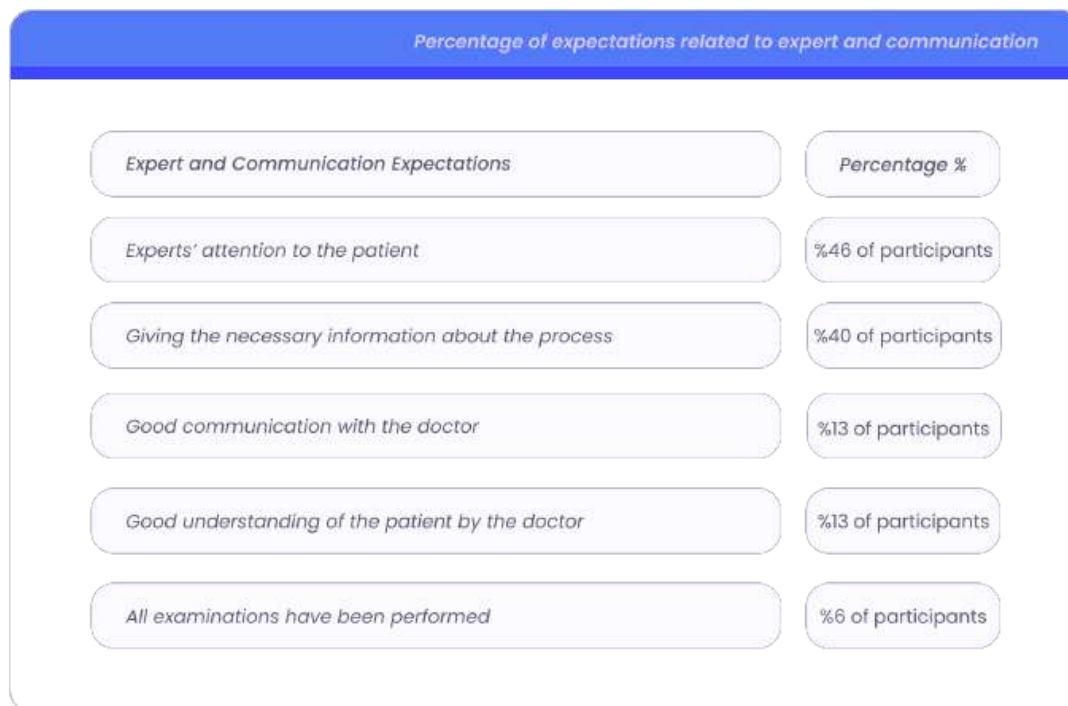 Percentage of expectations related to expert and communication
Expert and Communication Expectations
Percentage %
Experts’ attention to the patient
%46 of participants
Giving the necessary information about the process
%40 of participants
Good communication with the doctor
%13 of participants
Good understanding of the patient by the doctor
%13 of participants
All examinations have been performed
%6 of participants